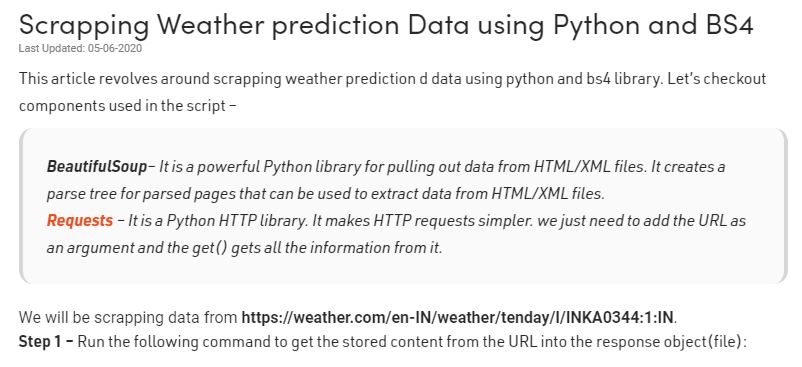 Scrapping Weather prediction Data using Python and BS4
Last Updated: 05-06-2020
This article revolves around scrapping weather prediction d data using python and bs4 library. Let’s checkout
components used in the script –
BeautifulSoup– It is a powerful Python library for pulling out data from HTML/XML files. It creates a
parse tree for parsed pages that can be used to extract data from HTML/XML files.
Requests – It is a Python HTTP library. It makes HTTP requests simpler. we just need to add the URL as
an argument and the get() gets all the information from it.
We will be scrapping data from https://weather.com/en-IN/weather/tenday/l/INKA0344:1:IN.
Step 1 – Run the following command to get the stored content from the URL into the response object(file):